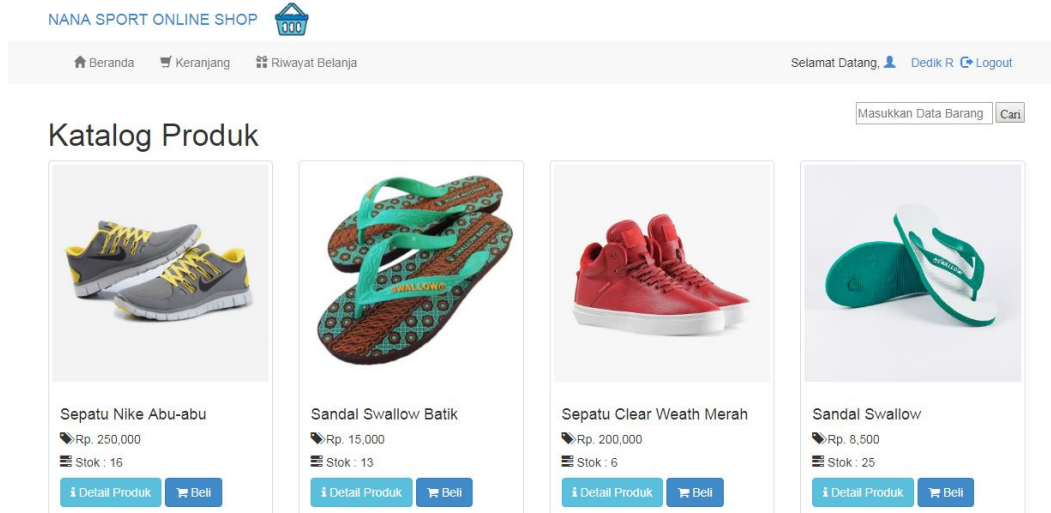 NANA SPORT ONLINE SHOP
Beranda Keranjang Riwayat Belanja Selamat Datang, Dedik R Logout
Masukkan Data Barang Cari
Katalog Produk
SWALLOW
SWALLOW
Sepatu Nike Abu-abu Sandal Swallow Batik Sepatu Clear Weath Merah Sandal Swallow
Rp. 250,000 Rp. 15,000 Rp. 200,000 Rp. 8,500
Stok : 16 Stok : 13 Stok : 6 Stok : 25
Detail Produk Beli Detail Produk Beli Detail Produk Beli Detail Produk Beli